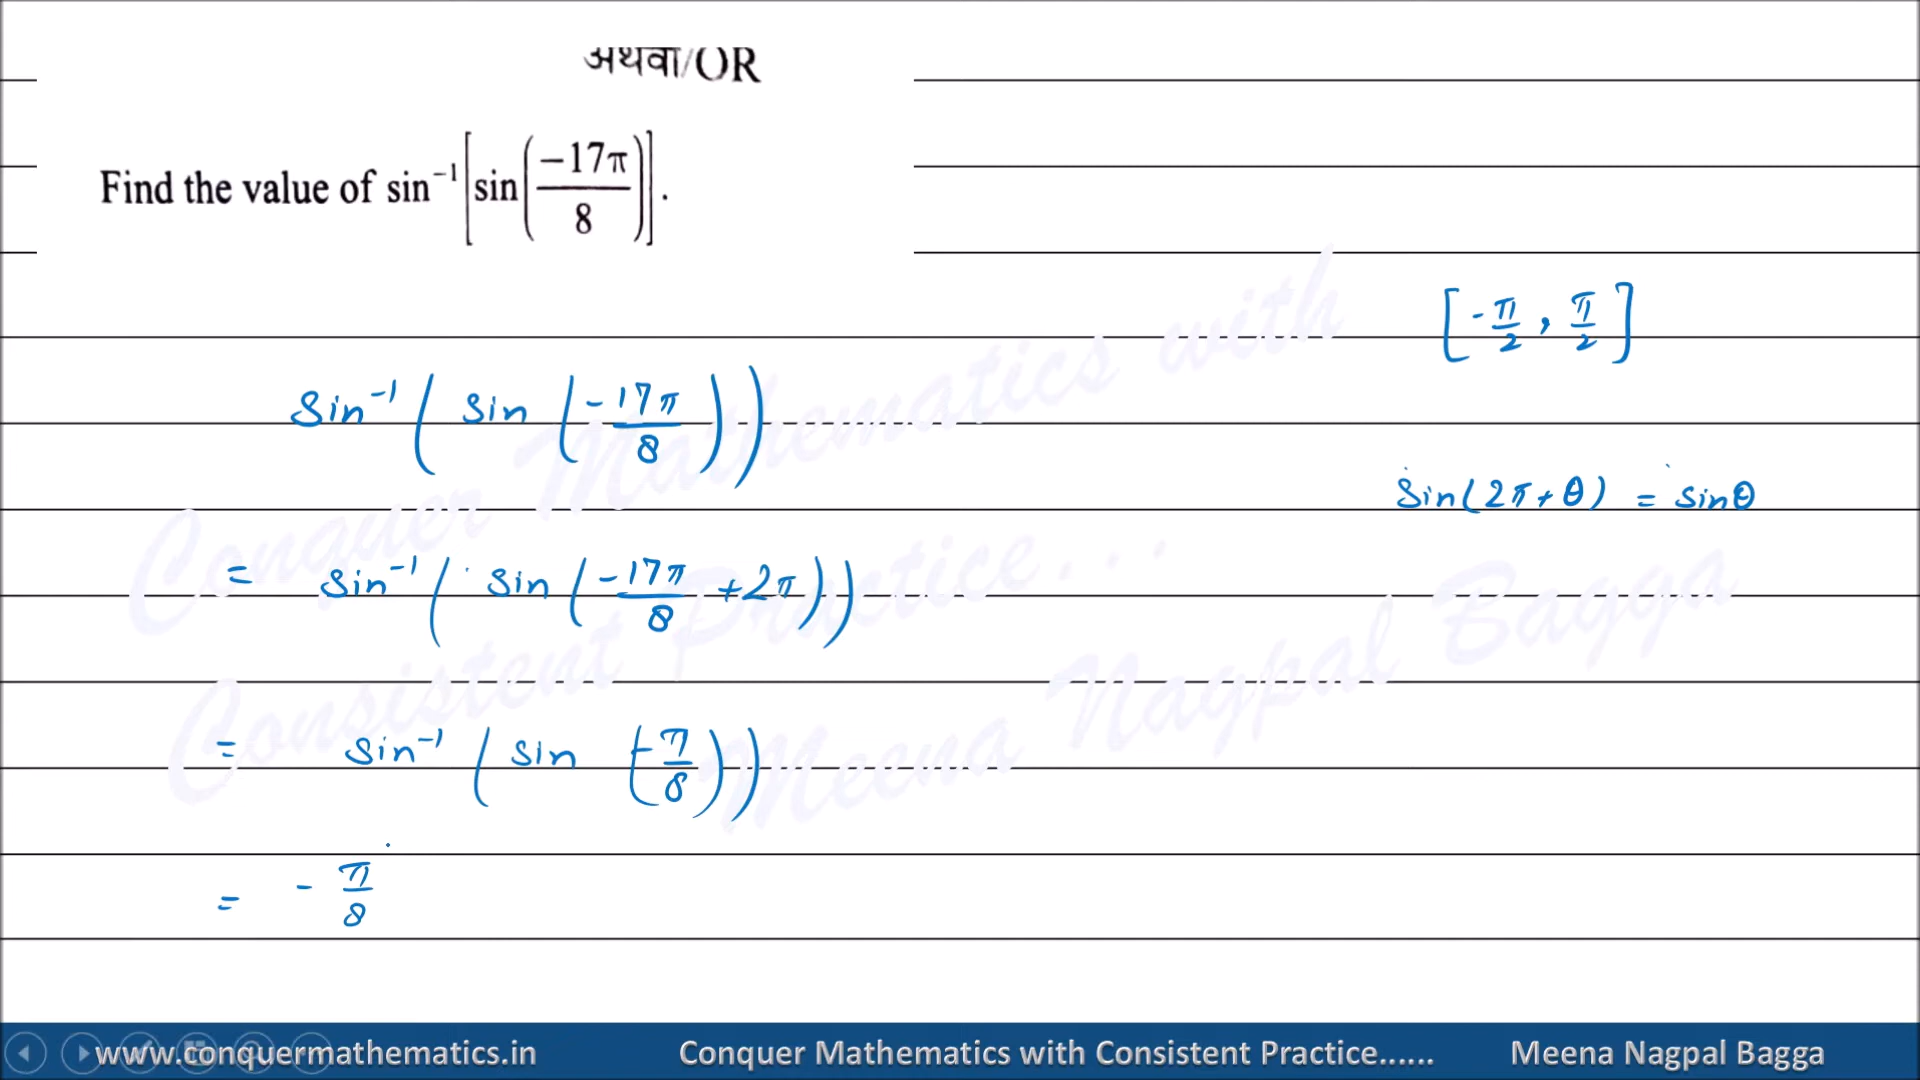 अथवा/OR
Find the value of sin⁻¹[sin(−17π/8)].
[-π/2, π/2]
sin⁻¹(sin(-17π/8))
sin(2π+θ) = sinθ
= sin⁻¹(sin(-17π/8 +2π))
= sin⁻¹(sin(-π/8))
= -π/8
Conquer Mathematics with
Consistent Practice...
Meena Nagpal Bagga
www.conquermathematics.in Conquer Mathematics with Consistent Practice...... Meena Nagpal Bagga